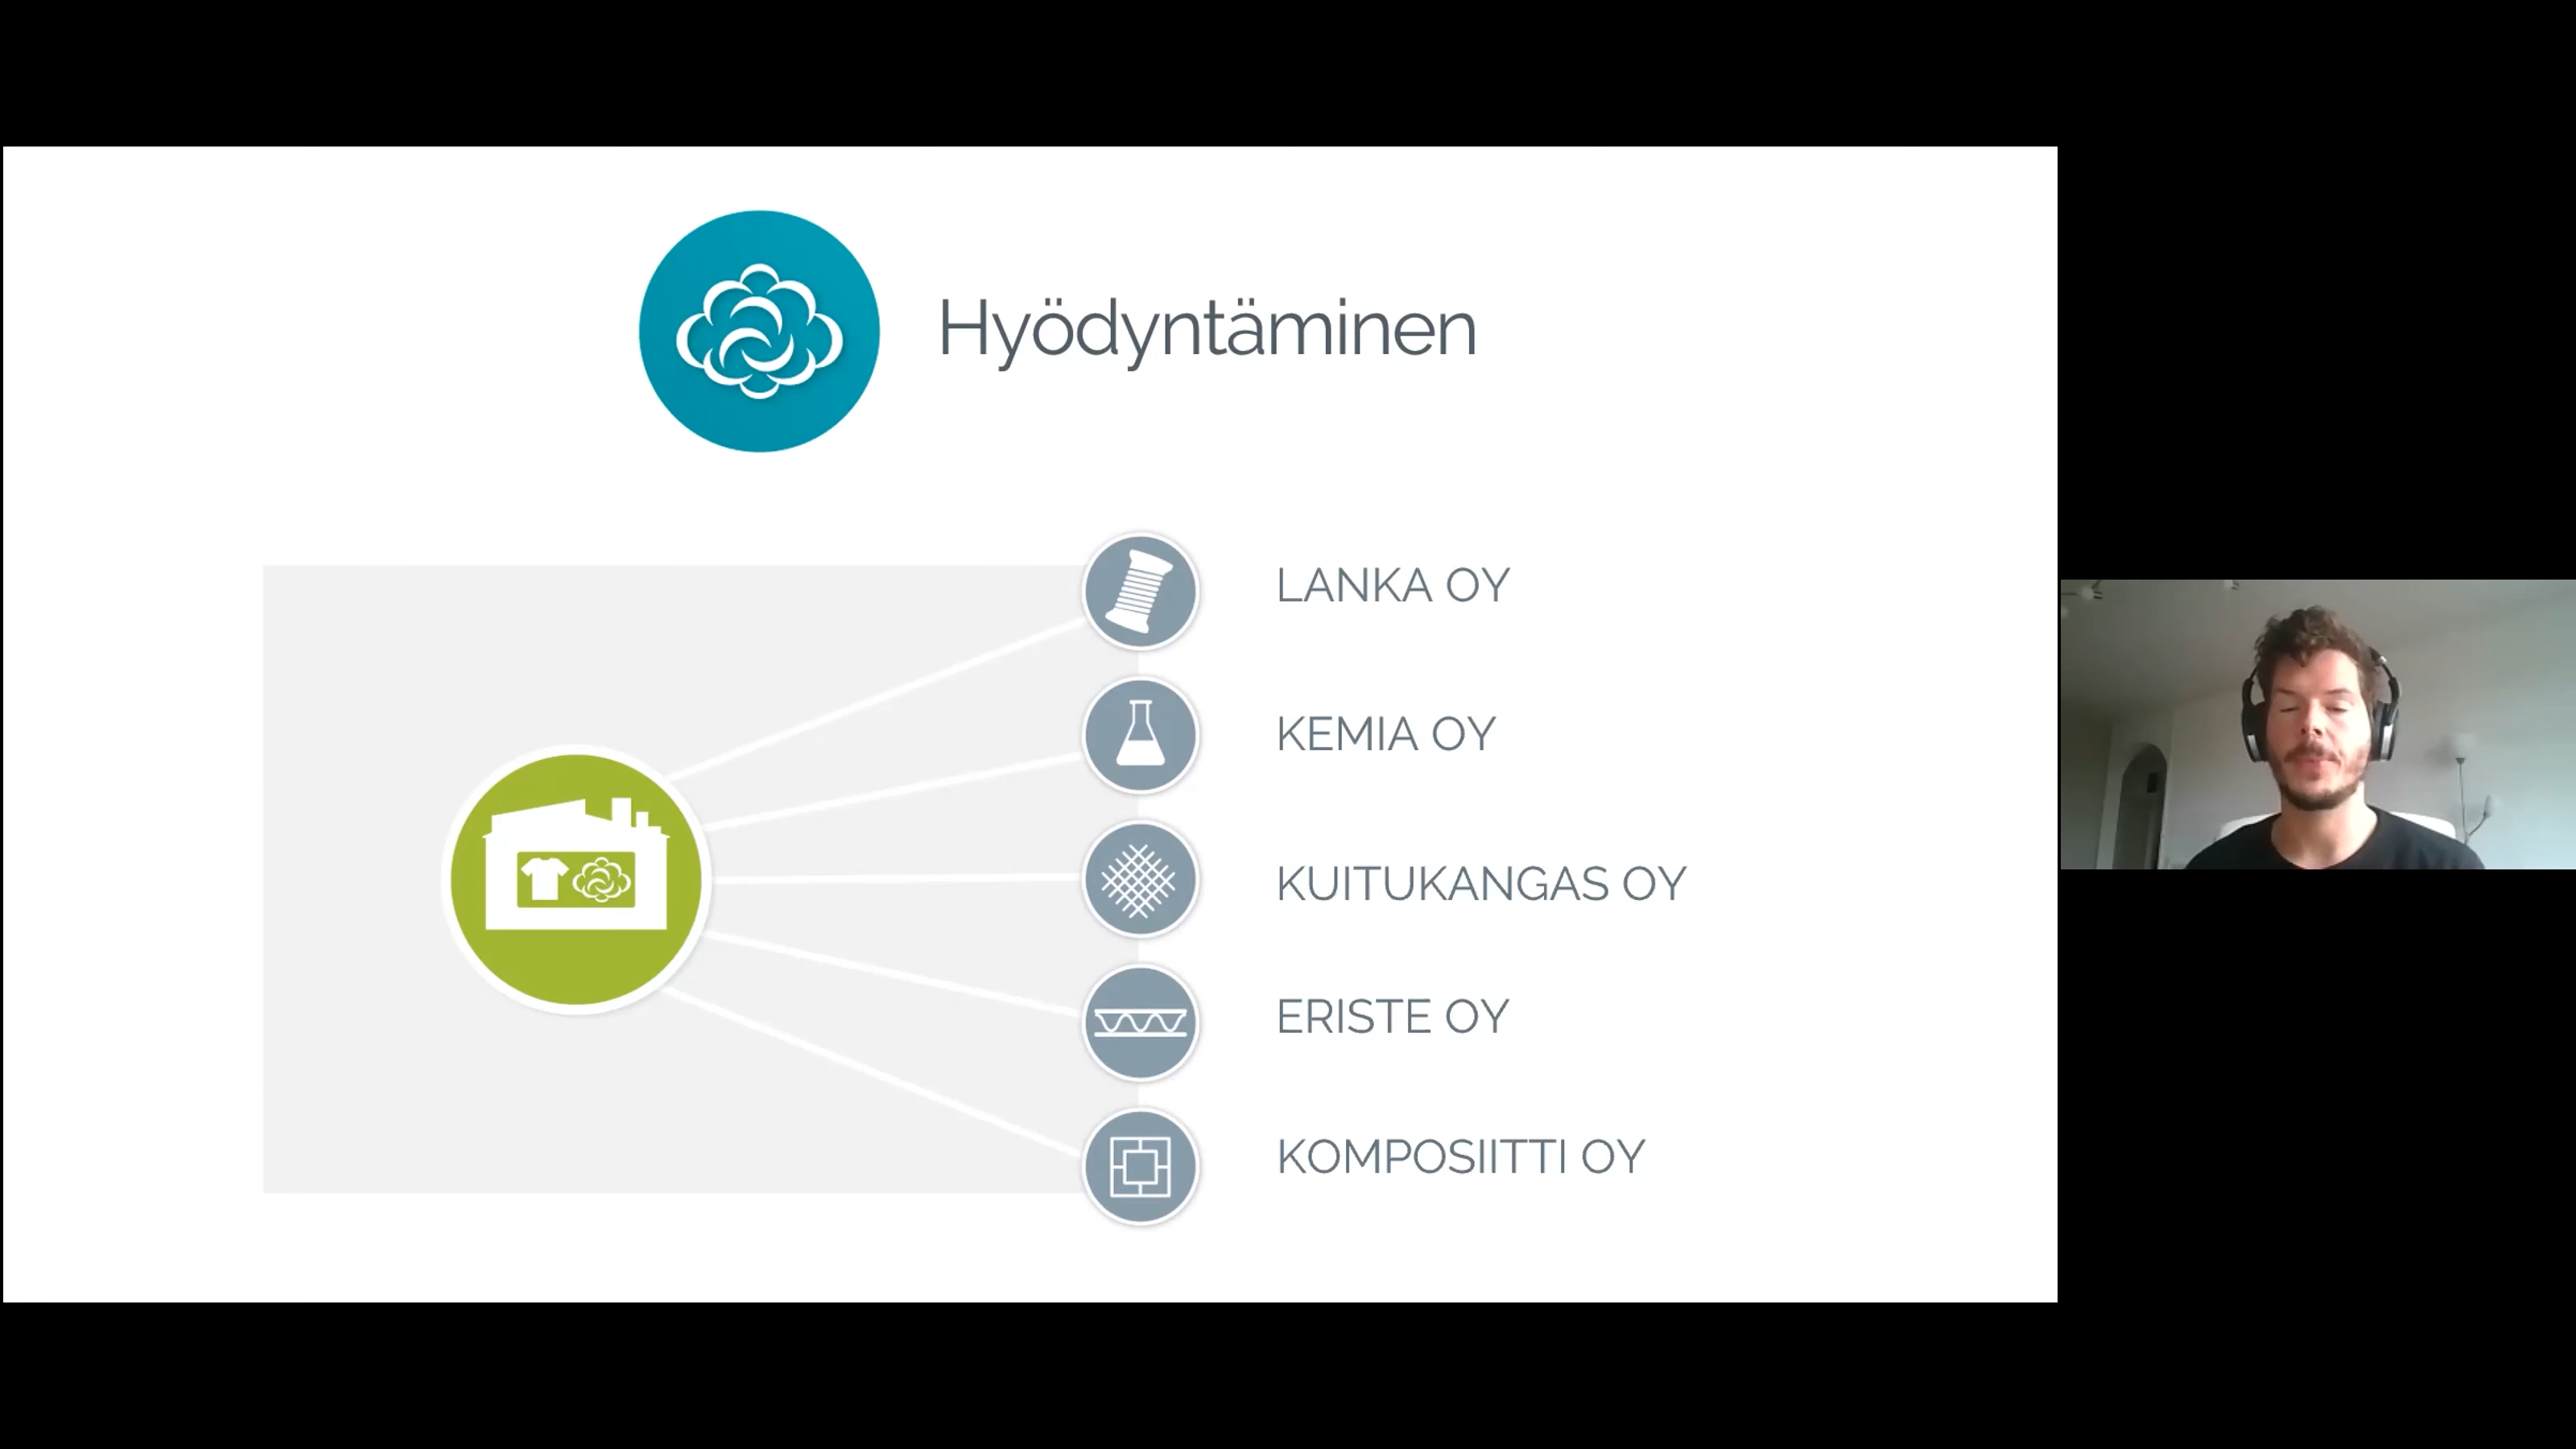 Hyödyntäminen
LANKA OY
KEMIA OY
KUITUKANGAS OY
ERISTE OY
KOMPOSIITTI OY